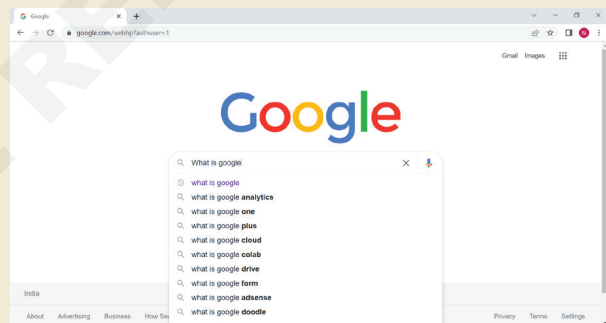 Google
google.com/webhp?authuser=1
N
Gmail Images
Google
What is google
what is google
what is google analytics
what is google one
what is google plus
what is google cloud
what is google colab
what is google drive
what is google form
what is google adsense
what is google doodle
India
About Advertising Business How Sea
Privacy Terms Settings